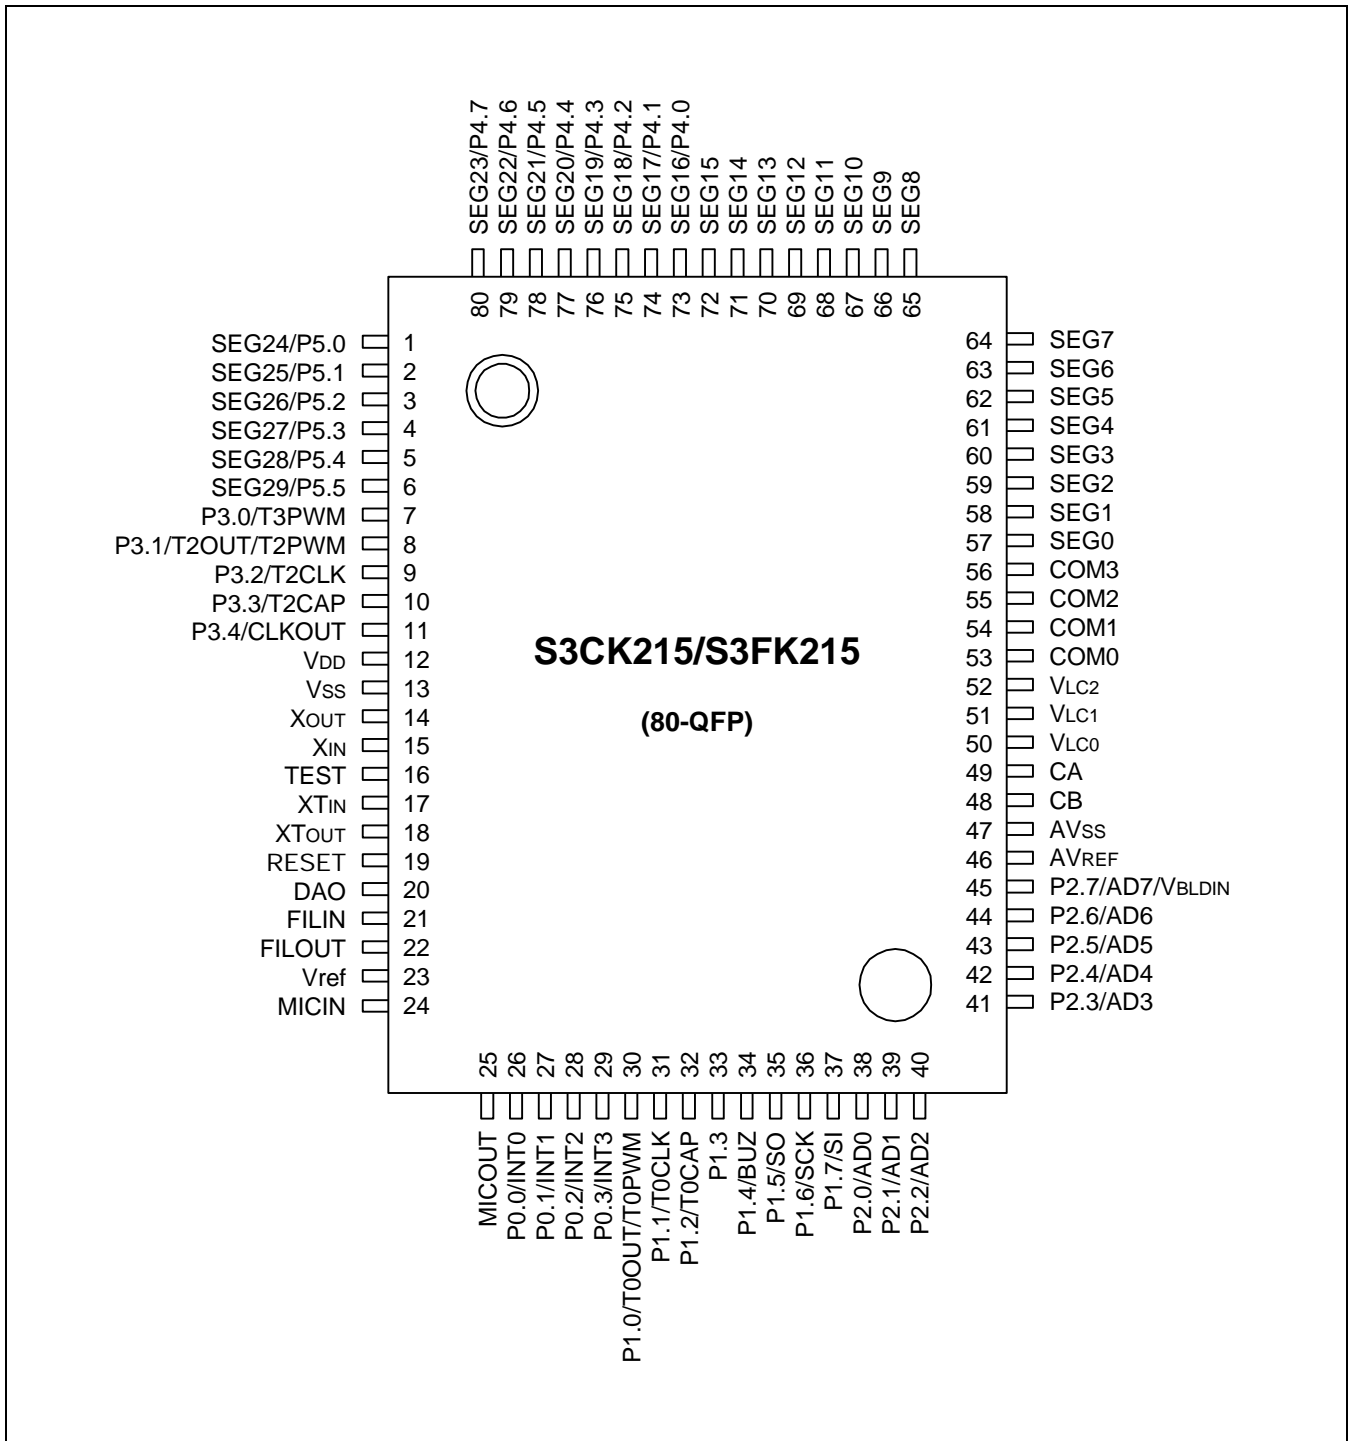 SEG23/P4.7
SEG22/P4.6
SEG21/P4.5
SEG20/P4.4
SEG19/P4.3
SEG18/P4.2
SEG17/P4.1
SEG16/P4.0
SEG15
SEG14
SEG13
SEG12
SEG11
SEG10
SEG9
SEG8
80
79
78
77
76
75
74
73
72
71
70
69
68
67
66
65
SEG24/P5.0 1
SEG25/P5.1 2
SEG26/P5.2 3
SEG27/P5.3 4
SEG28/P5.4 5
SEG29/P5.5 6
P3.0/T3PWM 7
P3.1/T2OUT/T2PWM 8
P3.2/T2CLK 9
P3.3/T2CAP 10
P3.4/CLKOUT 11
VDD 12
VSS 13
XOUT 14
XIN 15
TEST 16
XTIN 17
XTOUT 18
RESET 19
DAO 20
FILIN 21
FILOUT 22
Vref 23
MICIN 24
S3CK215/S3FK215
(80-QFP)
64 SEG7
63 SEG6
62 SEG5
61 SEG4
60 SEG3
59 SEG2
58 SEG1
57 SEG0
56 COM3
55 COM2
54 COM1
53 COM0
52 VLC2
51 VLC1
50 VLC0
49 CA
48 CB
47 AVSS
46 AVREF
45 P2.7/AD7/VBLDIN
44 P2.6/AD6
43 P2.5/AD5
42 P2.4/AD4
41 P2.3/AD3
25
26
27
28
29
30
31
32
33
34
35
36
37
38
39
40
MICOUT
P0.0/INT0
P0.1/INT1
P0.2/INT2
P0.3/INT3
P1.0/T0OUT/T0PWM
P1.1/T0CLK
P1.2/T0CAP
P1.3
P1.4/BUZ
P1.5/SO
P1.6/SCK
P1.7/SI
P2.0/AD0
P2.1/AD1
P2.2/AD2